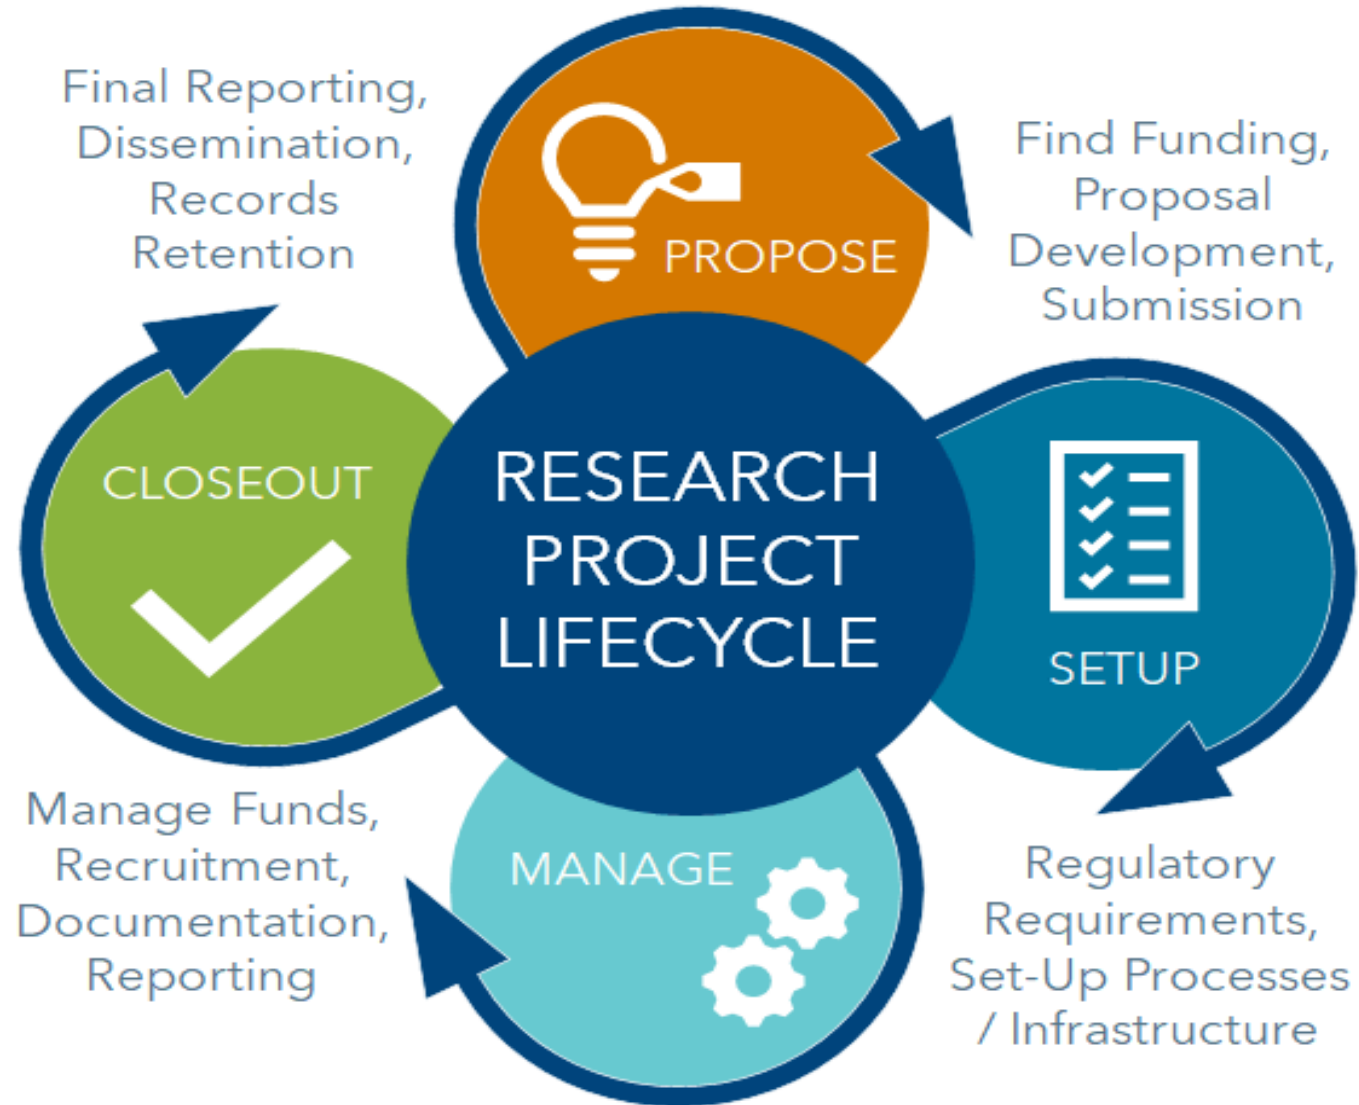 PROPOSE
Find Funding,
Proposal
Development,
Submission
SETUP
Regulatory
Requirements,
Set-Up Processes
/ Infrastructure
MANAGE
Manage Funds,
Recruitment,
Documentation,
Reporting
CLOSEOUT
Final Reporting,
Dissemination,
Records
Retention
RESEARCH
PROJECT
LIFECYCLE